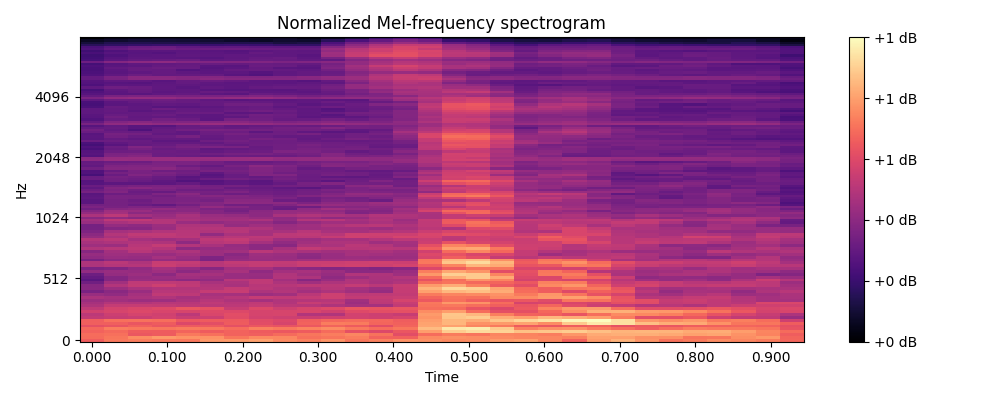 Normalized Mel-frequency spectrogram
Hz
4096
2048
1024
512
0
0.000 0.100 0.200 0.300 0.400 0.500 0.600 0.700 0.800 0.900
Time
+1 dB
+1 dB
+1 dB
+0 dB
+0 dB
+0 dB